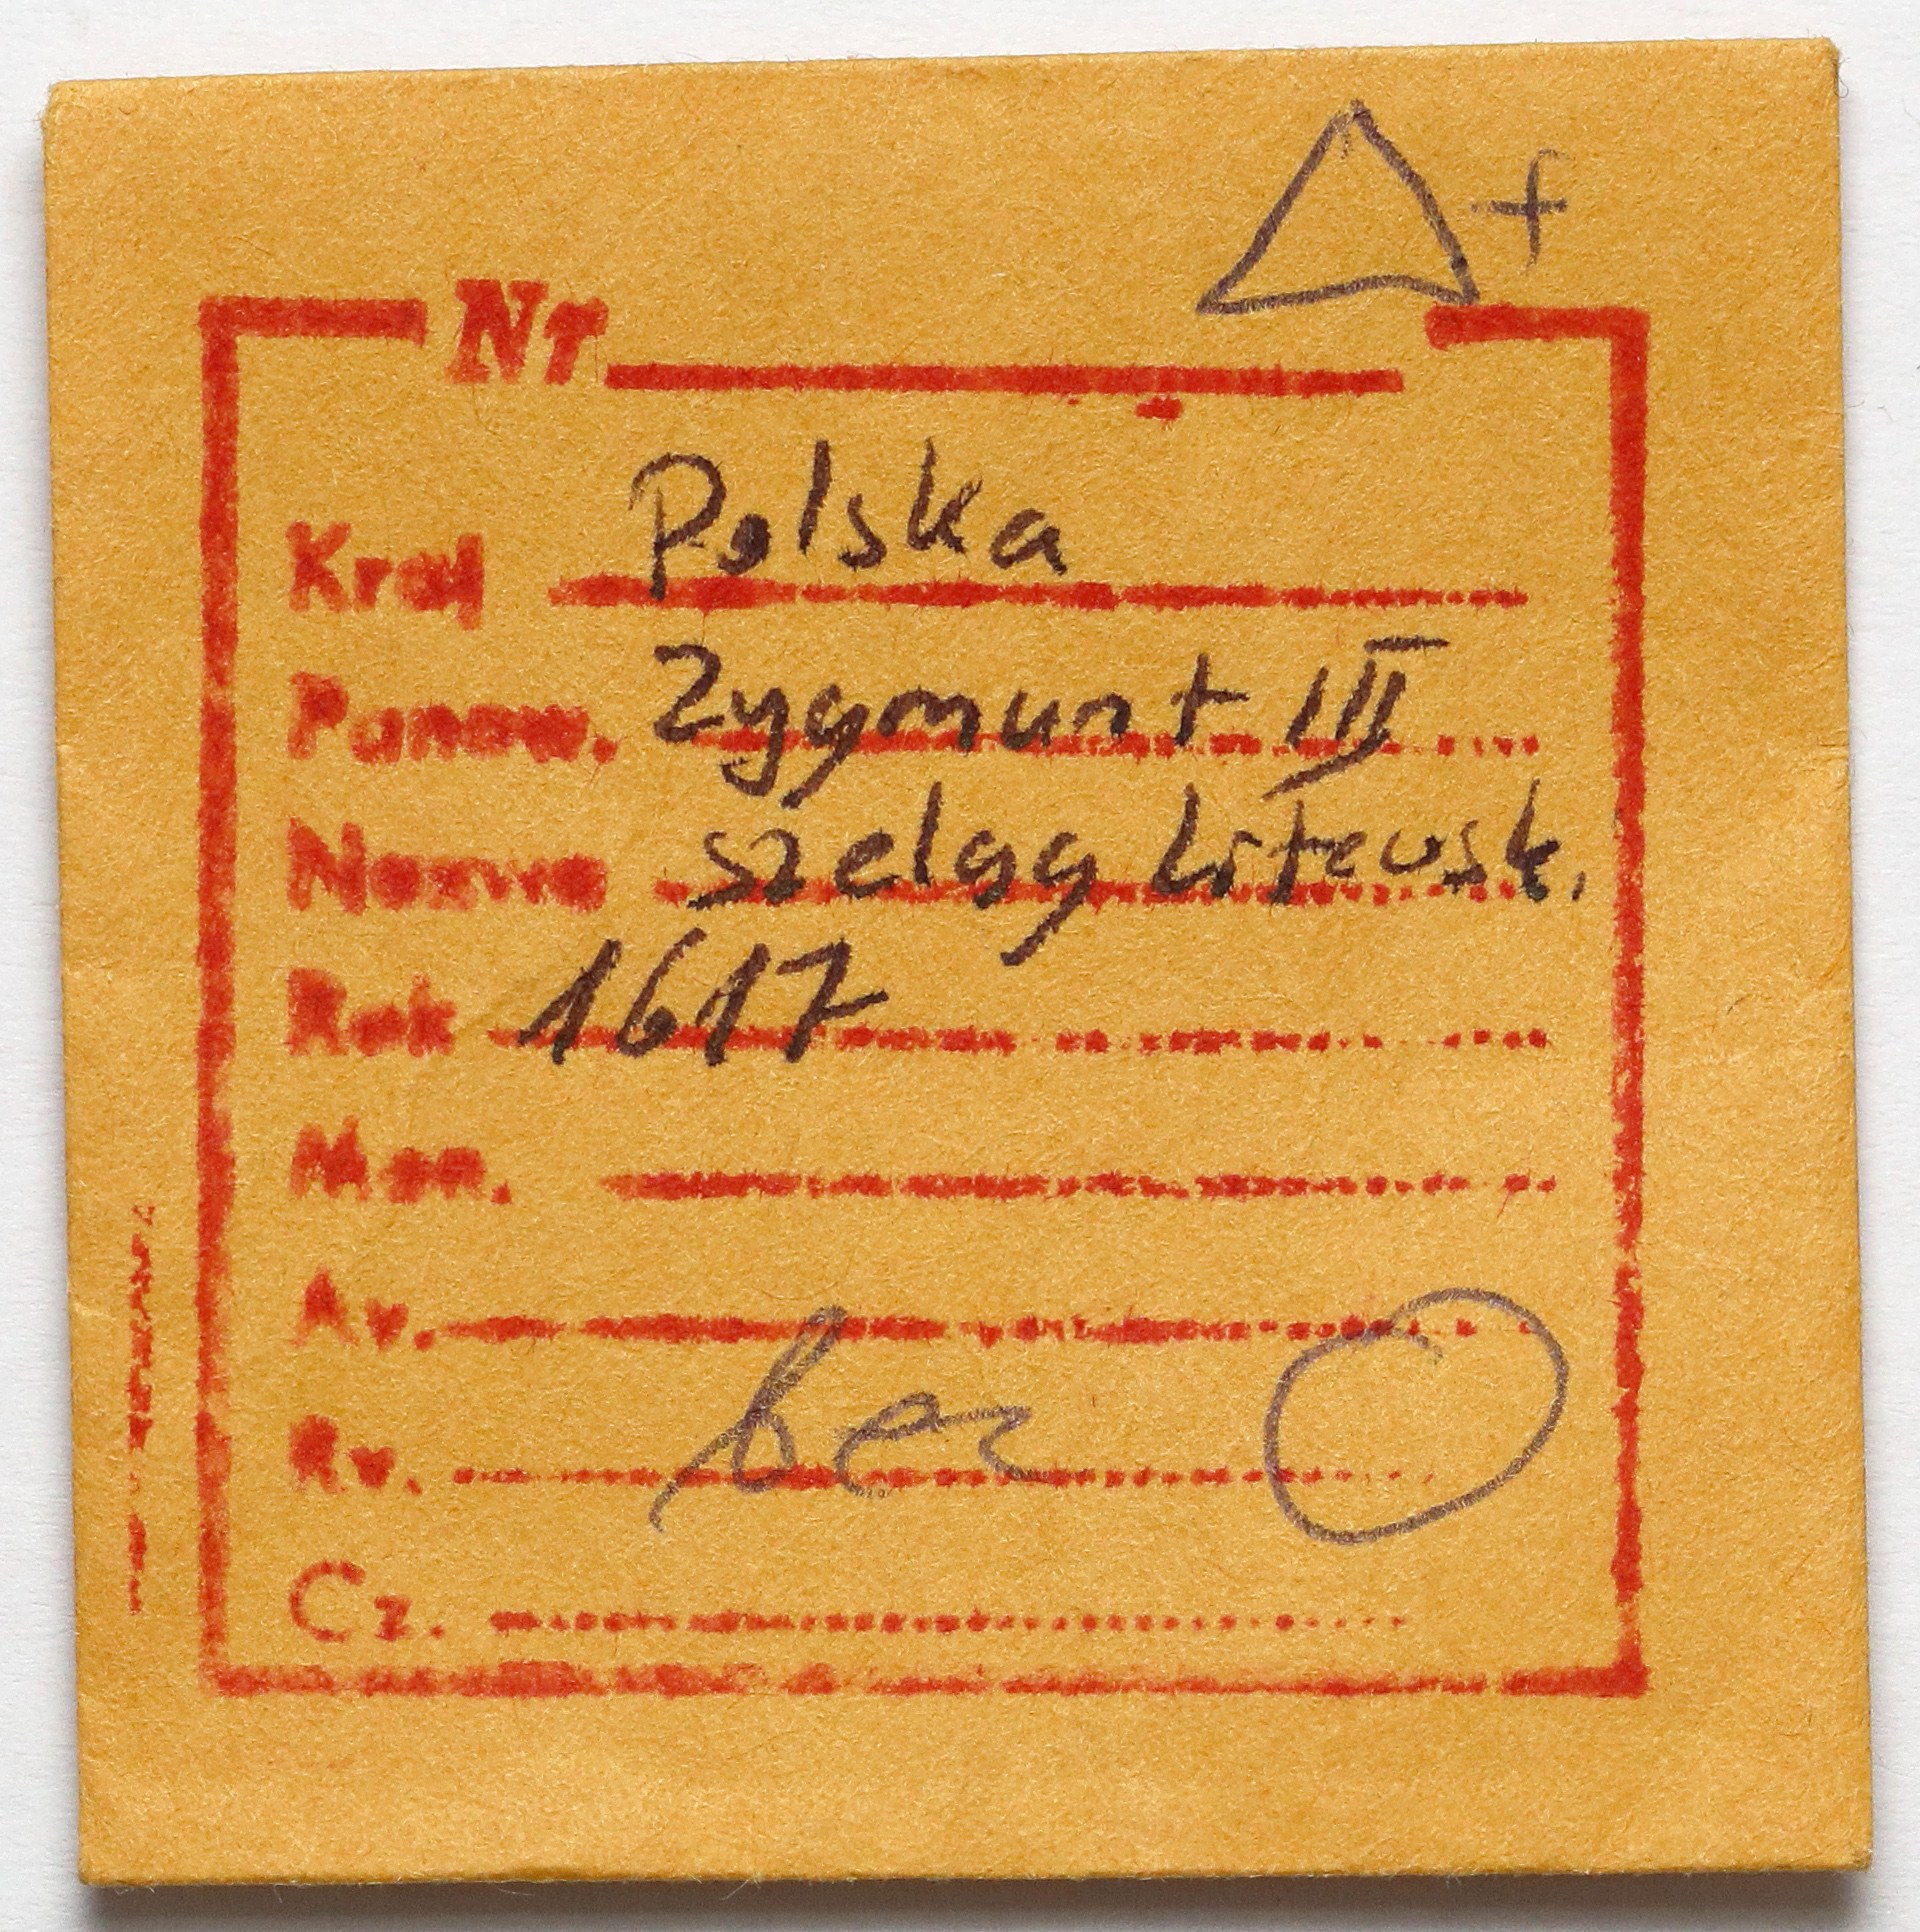 +
Nr
Kraj Polska
Panow. Zygmunt III
Nazwa szeląg Litewsk.
Rok 1617
Men.
Av.
Rv. bez O
Cz.